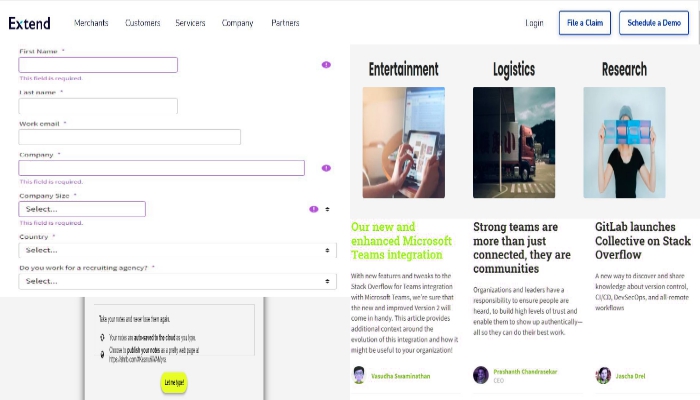 Extend
Merchants Customers Servicers Company Partners Login File a Claim Schedule a Demo
First Name *
This field is required.
Last name *
Work email *
Company *
This field is required.
Company Size *
Select...
This field is required.
Country *
Select...
Do you work for a recruiting agency? *
Select...
Take your notes and never lose them again.
Your notes are auto-saved to the cloud as you type.
Choose to publish your notes as a pretty web page at
Let me type!
Entertainment Logistics Research
Our new and
enhanced Microsoft
Teams integration
With new features and tweaks to the
Stack Overflow for Teams integration
with Microsoft Teams, we're sure that
the new and improved Version 2 will
come in handy. This article provides
additional context around the
evolution of this integration and how it
might be useful to your organization!
Vasudha Swaminathan
Strong teams are
more than just
connected, they are
communities
Organizations and leaders have a
responsibility to ensure people are
heard, to build high levels of trust and
enable them to show up authentically—
all so they can do their best work.
Prashanth Chandrasekar
CEO
GitLab launches
Collective on Stack
Overflow
A new way to discover and share
knowledge about version control,
CI/CD, DevSecOps, and all-remote
workflows
Jascha Drel